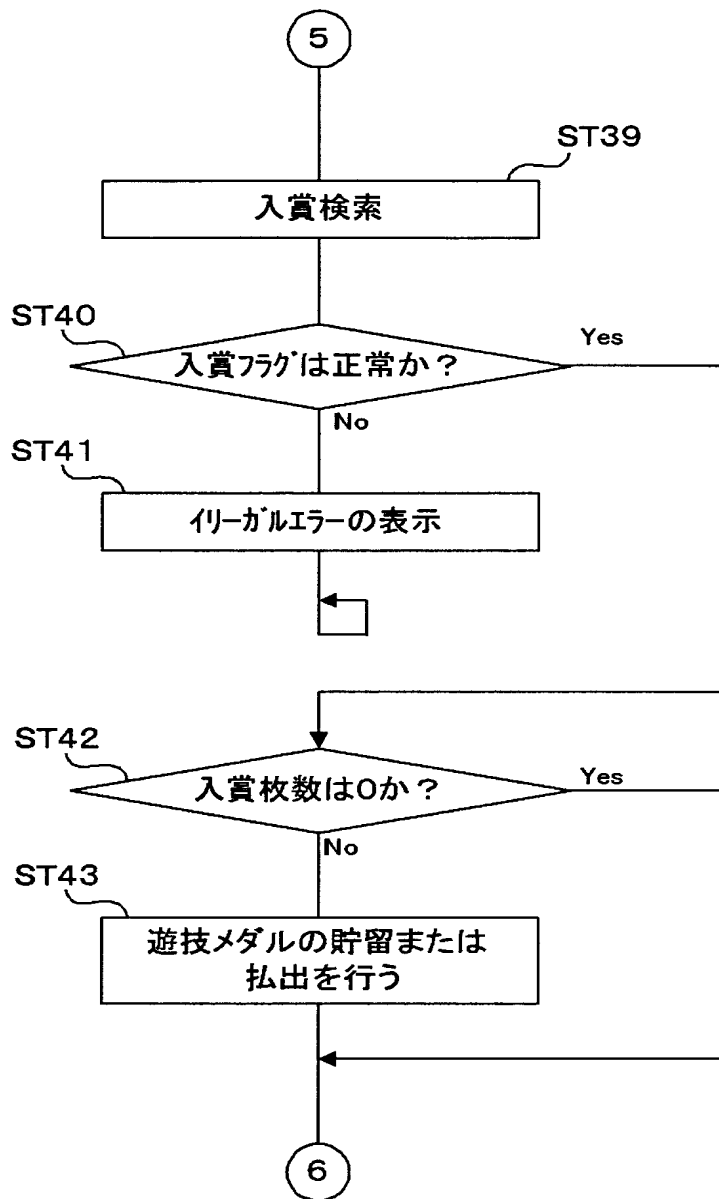 5
ST39
入賞検索
ST40
入賞フラグは正常か？
Yes
No
ST41
イリーガルエラーの表示
ST42
入賞枚数は0か？
Yes
No
ST43
遊技メダルの貯留または
払出を行う
6